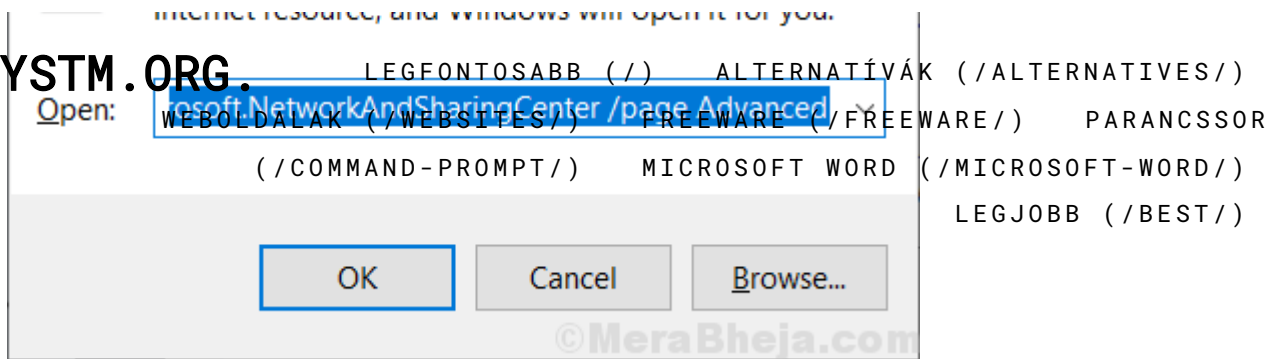 Internet resource, and Windows will open it for you.
YSTM.ORG.
LEGFONTOSABB (/) ALTERNATÍVÁK (/ALTERNATIVES/)
Open: rosoft.NetworkAndSharingCenter /page Advanced
WEBOLDALAK (/WEBSITES/) FREEWARE (/FREEWARE/) PARANCSSOR
(/COMMAND-PROMPT/) MICROSOFT WORD (/MICROSOFT-WORD/)
LEGJOBB (/BEST/)
OK Cancel Browse...
©MeraBheja.com